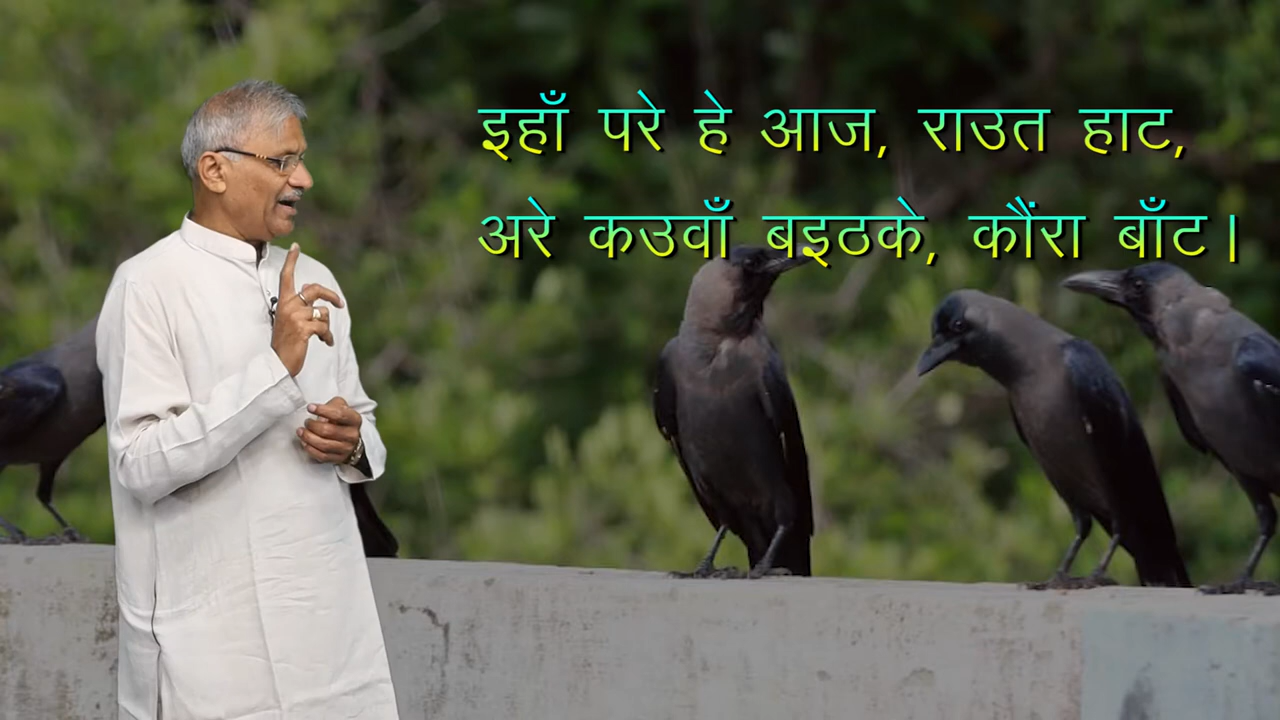 इहाँ परे हे आज, राउत हाट,
अरे कउवाँ बइठके, कौंरा बाँट।